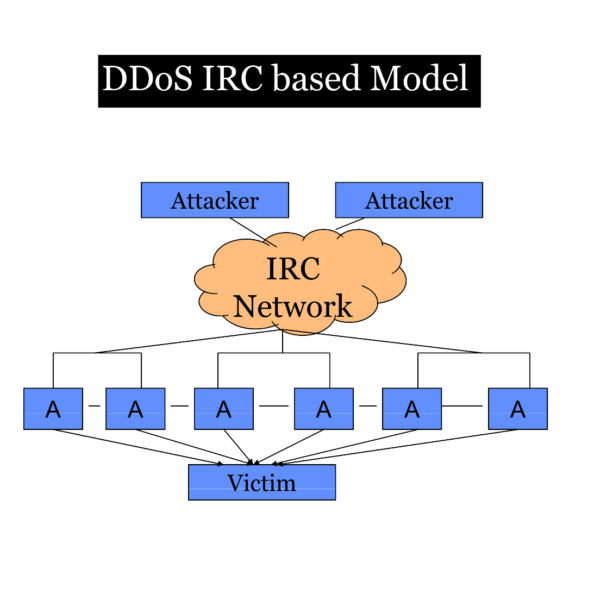 DDoS IRC based Model
Attacker Attacker
IRC
Network
A A A A A A
Victim